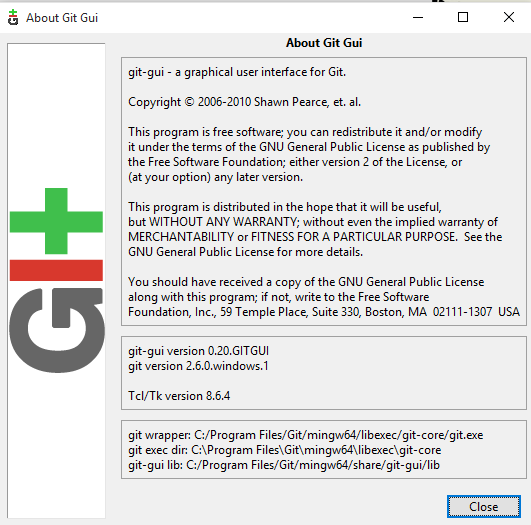 About Git Gui
About Git Gui
git-gui - a graphical user interface for Git.
Copyright © 2006-2010 Shawn Pearce, et. al.
This program is free software; you can redistribute it and/or modify
it under the terms of the GNU General Public License as published by
the Free Software Foundation; either version 2 of the License, or
(at your option) any later version.
This program is distributed in the hope that it will be useful,
but WITHOUT ANY WARRANTY; without even the implied warranty of
MERCHANTABILITY or FITNESS FOR A PARTICULAR PURPOSE.  See the
GNU General Public License for more details.
You should have received a copy of the GNU General Public License
along with this program; if not, write to the Free Software
Foundation, Inc., 59 Temple Place, Suite 330, Boston, MA  02111-1307  USA
git-gui version 0.20.GITGUI
git version 2.6.0.windows.1
Tcl/Tk version 8.6.4
git wrapper: C:/Program Files/Git/mingw64/libexec/git-core/git.exe
git exec dir: C:\Program Files\Git\mingw64\libexec\git-core
git-gui lib: C:/Program Files/Git/mingw64/share/git-gui/lib
Close
GIt